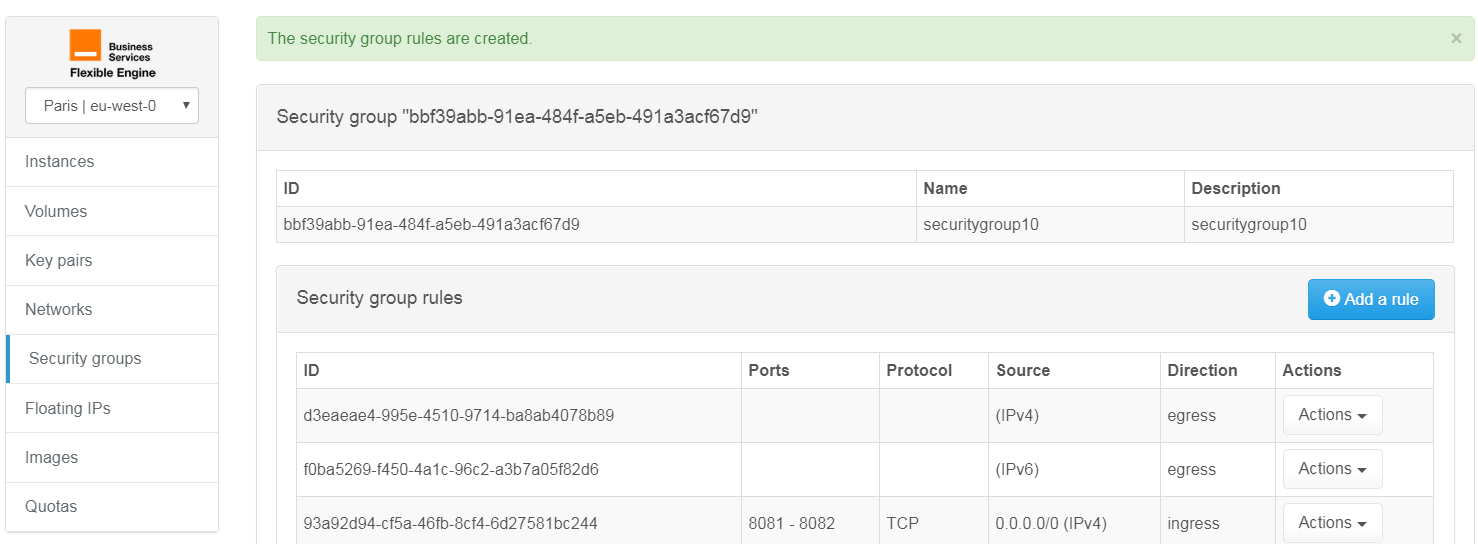 Business
Services
Flexible Engine
Paris | eu-west-0
Instances
Volumes
Key pairs
Networks
Security groups
Floating IPs
Images
Quotas
The security group rules are created. ×
Security group "bbf39abb-91ea-484f-a5eb-491a3acf67d9"
ID Name Description
bbf39abb-91ea-484f-a5eb-491a3acf67d9 securitygroup10 securitygroup10
Security group rules Add a rule
ID Ports Protocol Source Direction Actions
d3eaeae4-995e-4510-9714-ba8ab4078b89 (IPv4) egress Actions
f0ba5269-f450-4a1c-96c2-a3b7a05f82d6 (IPv6) egress Actions
93a92d94-cf5a-46fb-8cf4-6d27581bc244 8081 - 8082 TCP 0.0.0.0/0 (IPv4) ingress Actions